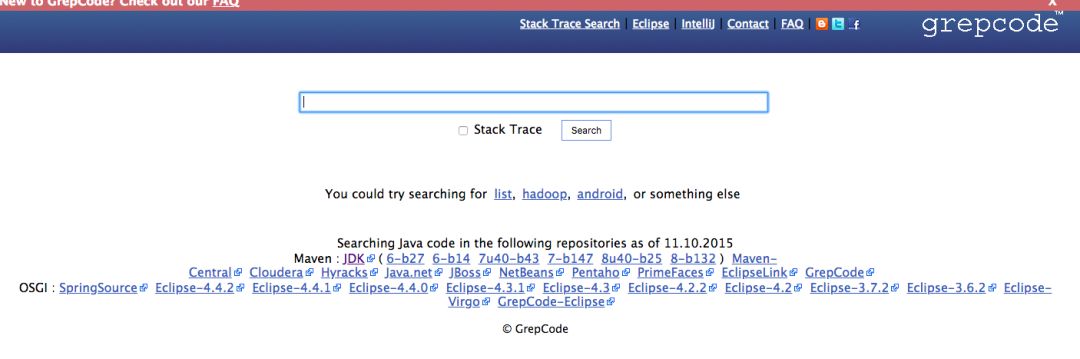 New to GrepCode? Check out our FAQ X
Stack Trace Search | Eclipse | IntelliJ | Contact | FAQ |
grepcode™
Stack Trace Search
You could try searching for list, hadoop, android, or something else
Searching Java code in the following repositories as of 11.10.2015
Maven : JDK ( 6-b27 6-b14 7u40-b43 7-b147 8u40-b25 8-b132 ) Maven-
Central Cloudera Hyracks Java.net JBoss NetBeans Pentaho PrimeFaces EclipseLink GrepCode
OSGI : SpringSource Eclipse-4.4.2 Eclipse-4.4.1 Eclipse-4.4.0 Eclipse-4.3.1 Eclipse-4.3 Eclipse-4.2.2 Eclipse-4.2 Eclipse-3.7.2 Eclipse-3.6.2 Eclipse-
Virgo GrepCode-Eclipse
© GrepCode